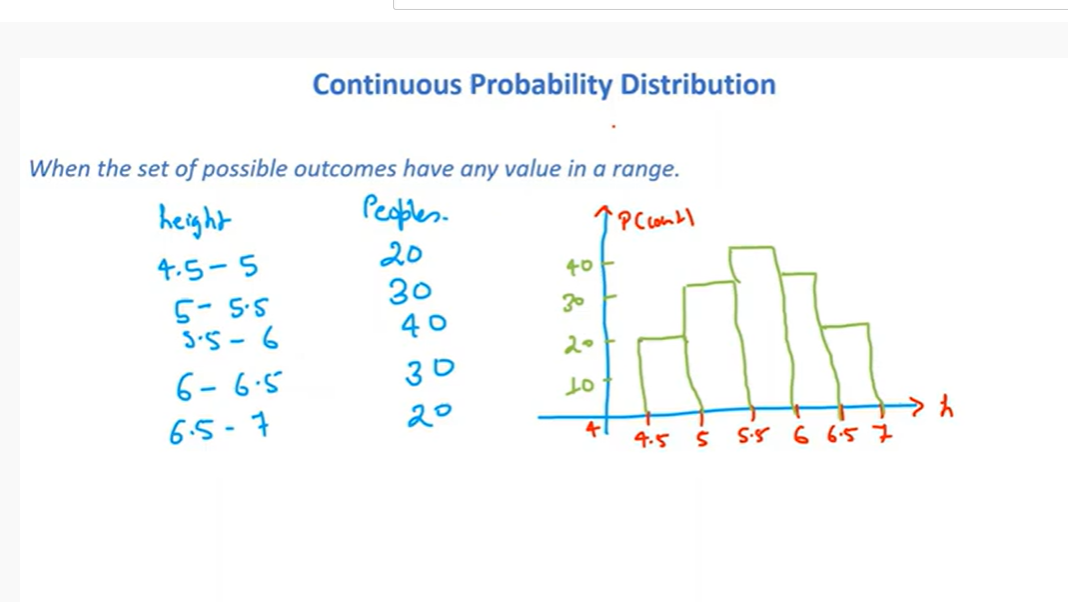 Continuous Probability Distribution
When the set of possible outcomes have any value in a range.
height Peoples.
4.5 - 5 20
5 - 5.5 30
5.5 - 6 40
6 - 6.5 30
6.5 - 7 20
P(cont)
40
30
20
10
4 4.5 5 5.5 6 6.5 7 h